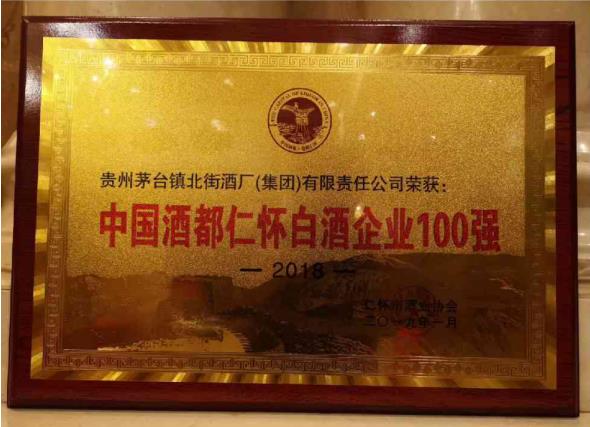 贵州茅台镇北街酒厂(集团)有限责任公司荣获:
中国酒都仁怀白酒企业100强
— 2018 —
仁怀市酒业协会
二〇一九年一月